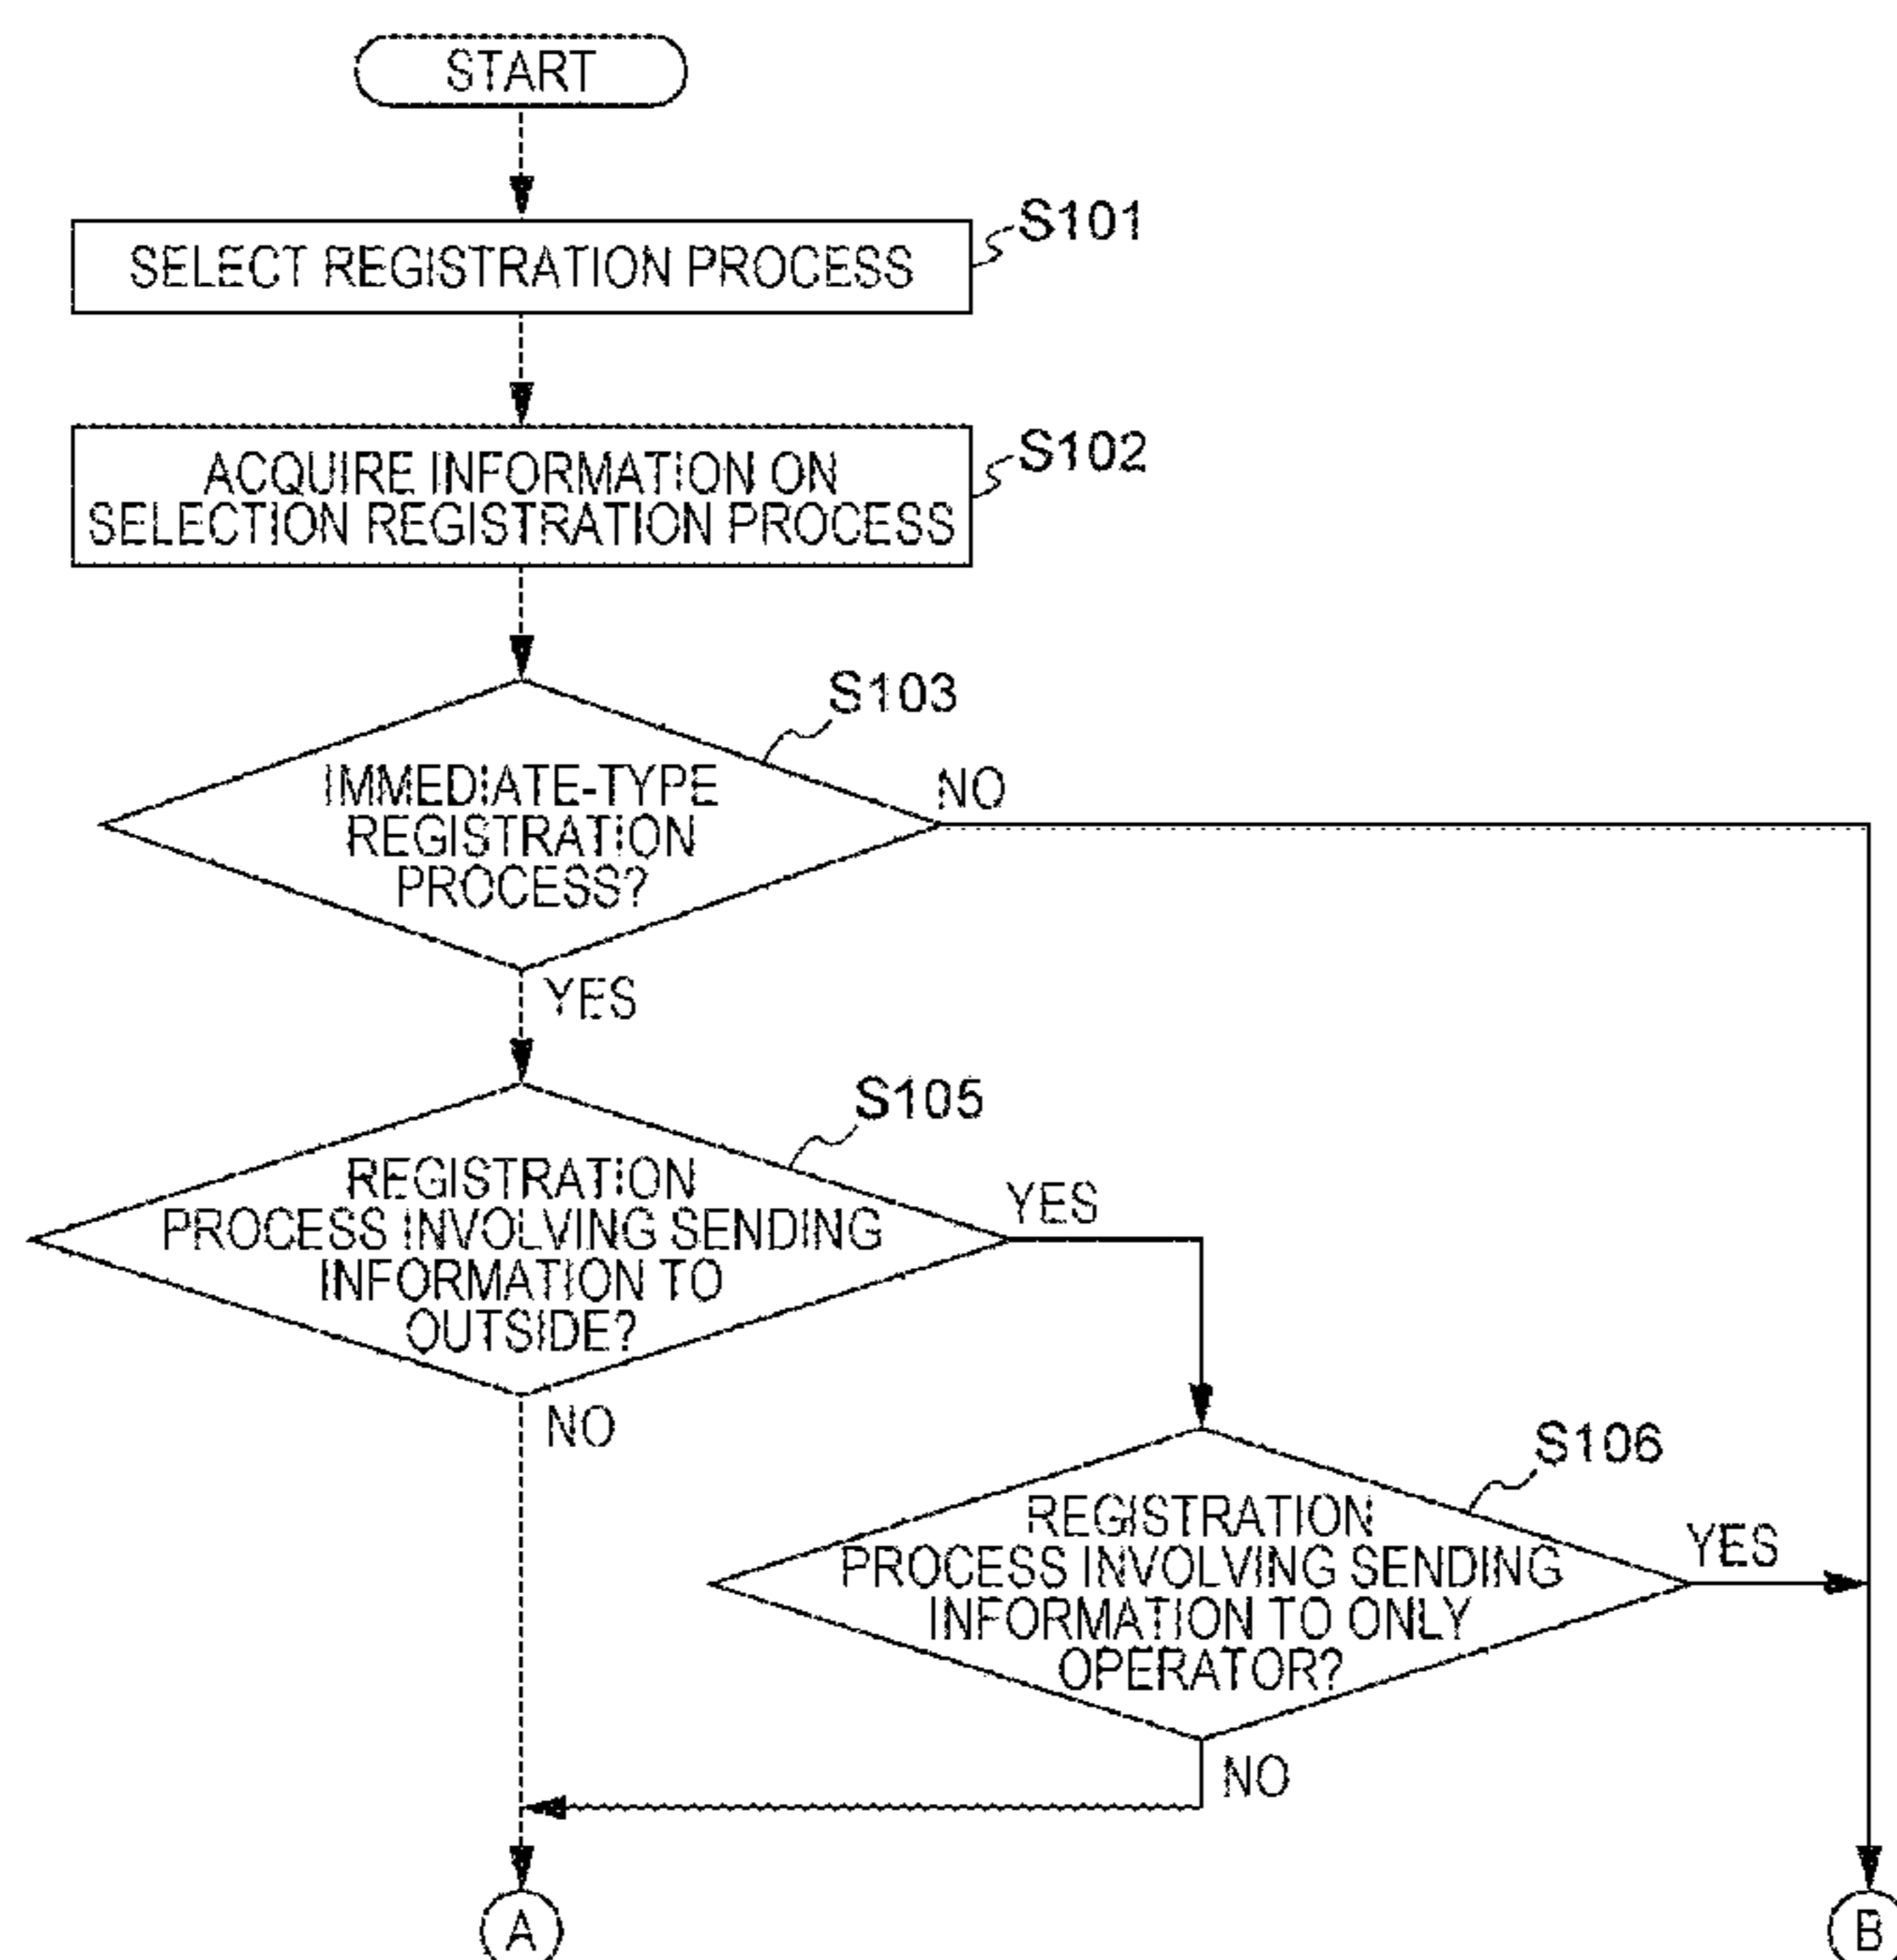 START
S101
SELECT REGISTRATION PROCESS
S102
ACQUIRE INFORMATION ON
SELECTION REGISTRATION PROCESS
S103
IMMEDIATE-TYPE
REGISTRATION
PROCESS?
NO
YES
S105
REGISTRATION
PROCESS INVOLVING SENDING
INFORMATION TO
OUTSIDE?
YES
NO
S106
REGISTRATION
PROCESS INVOLVING SENDING
INFORMATION TO ONLY
OPERATOR?
YES
NO
A
B